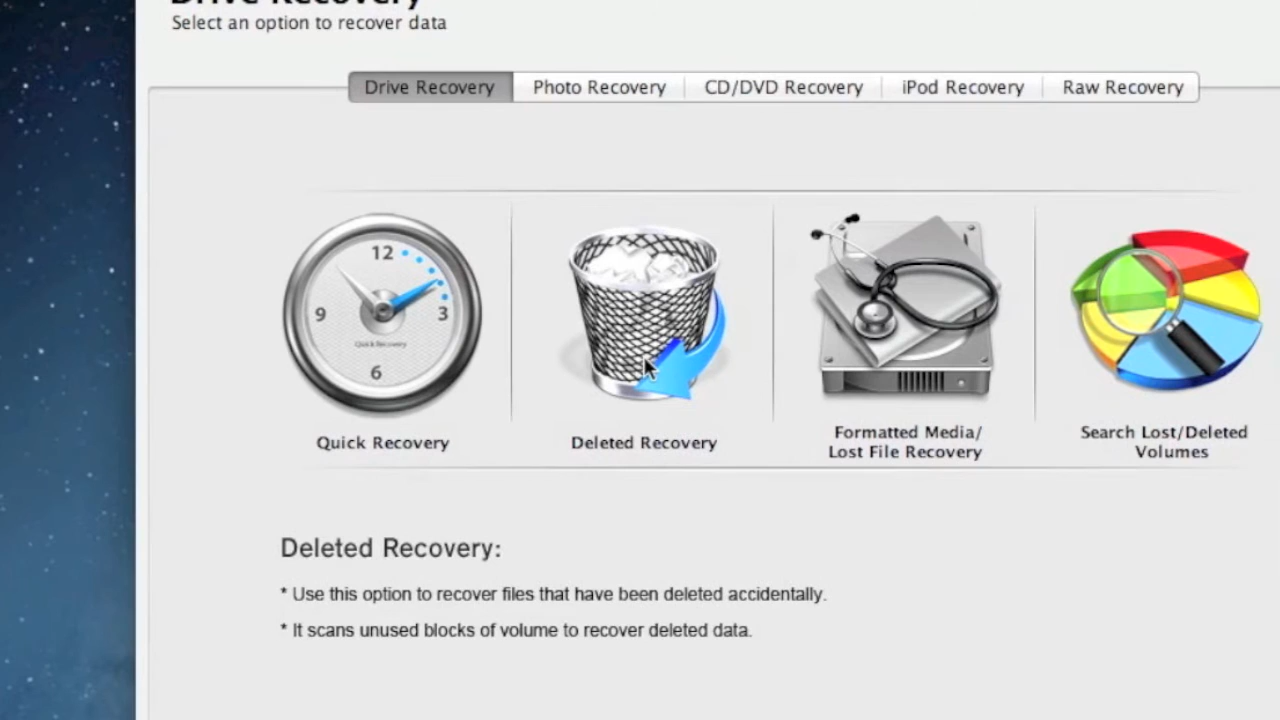 Drive Recovery
Select an option to recover data
Drive Recovery
Photo Recovery
CD/DVD Recovery
iPod Recovery
Raw Recovery
12
9
3
Quick Recovery
6
Quick Recovery
Deleted Recovery
Formatted Media/
Lost File Recovery
Search Lost/Deleted
Volumes
Deleted Recovery:
* Use this option to recover files that have been deleted accidentally.
* It scans unused blocks of volume to recover deleted data.